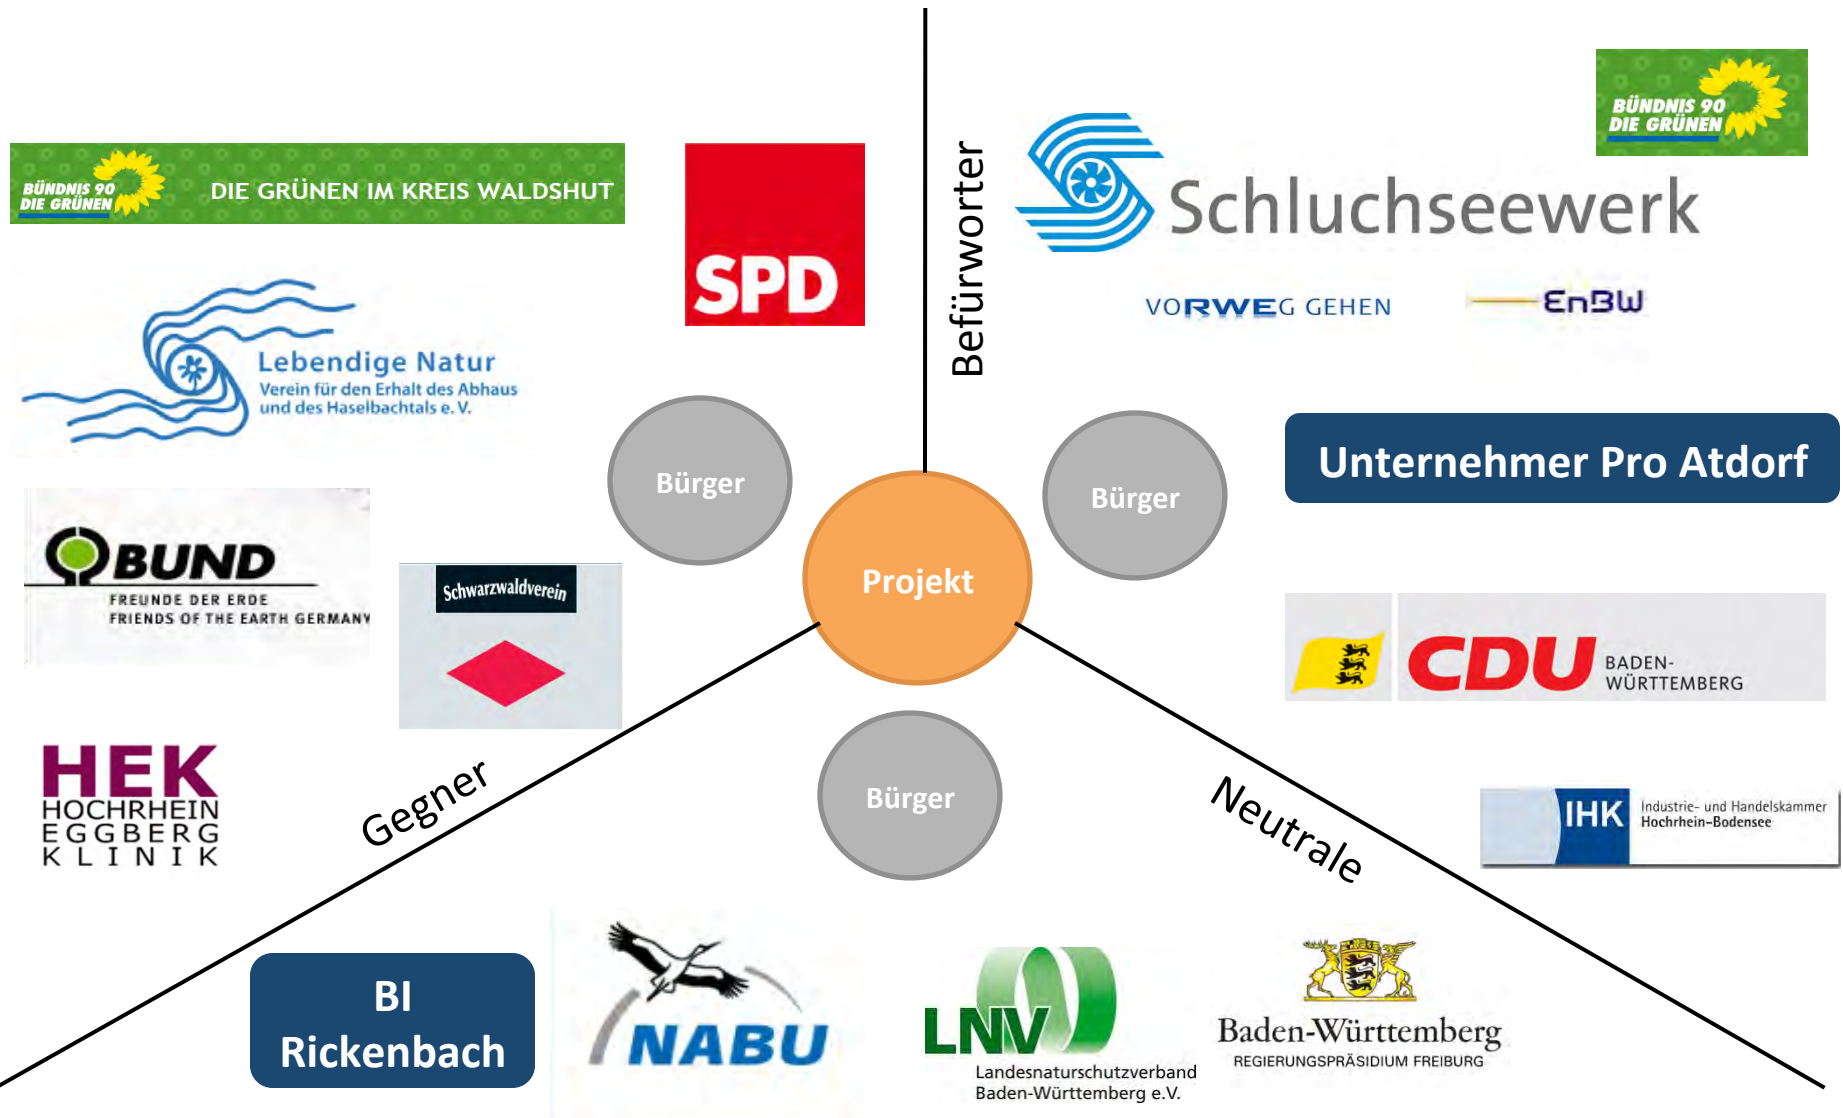 BÜNDNIS 90
DIE GRÜNEN
DIE GRÜNEN IM KREIS WALDSHUT
SPD
Lebendige Natur
Verein für den Erhalt des Abhaus
und des Haselbachtals e. V.
BUND
FREUNDE DER ERDE
FRIENDS OF THE EARTH GERMANY
Schwarzwaldverein
HEK
HOCHRHEIN
EGGBERG
KLINIK
Bürger
Gegner
Befürworter
BÜNDNIS 90
DIE GRÜNEN
Schluchseewerk
VORWEG GEHEN
EnBW
Bürger
Unternehmer Pro Atdorf
Projekt
CDU
BADEN-
WÜRTTEMBERG
IHK
Industrie- und Handelskammer
Hochrhein-Bodensee
Neutrale
Bürger
BI
Rickenbach
NABU
LNV
Landesnaturschutzverband
Baden-Württemberg e.V.
Baden-Württemberg
REGIERUNGSPRÄSIDIUM FREIBURG